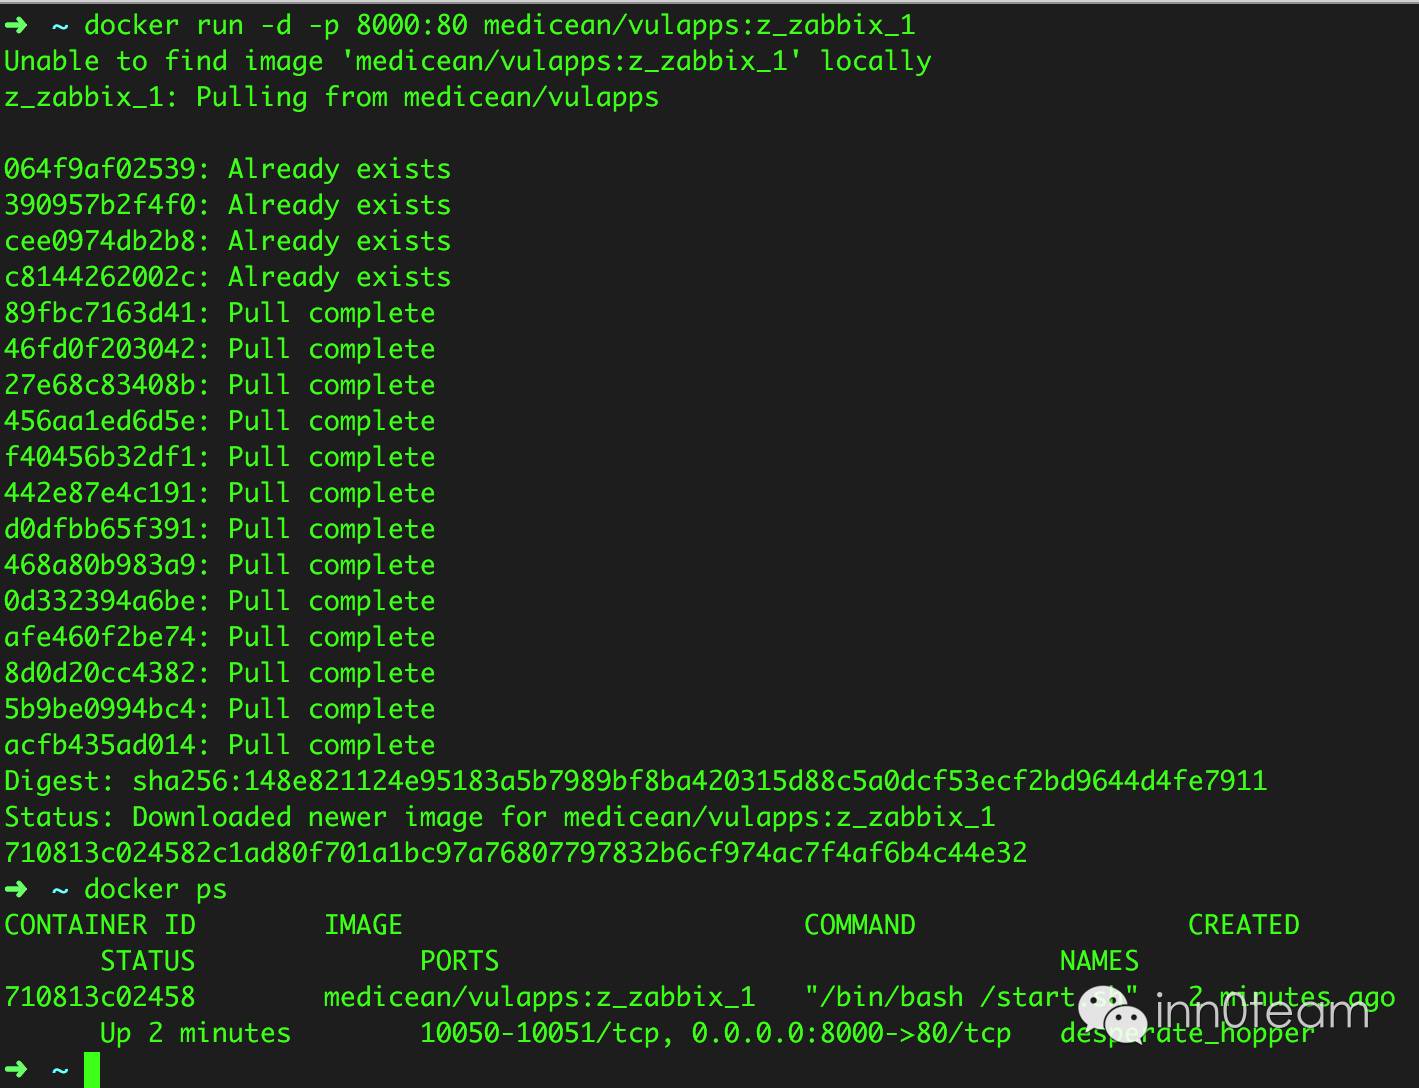 ➜ ~ docker run -d -p 8000:80 medicean/vulapps:z_zabbix_1
Unable to find image 'medicean/vulapps:z_zabbix_1' locally
z_zabbix_1: Pulling from medicean/vulapps
064f9af02539: Already exists
390957b2f4f0: Already exists
cee0974db2b8: Already exists
c8144262002c: Already exists
89fbc7163d41: Pull complete
46fd0f203042: Pull complete
27e68c83408b: Pull complete
456aa1ed6d5e: Pull complete
f40456b32df1: Pull complete
442e87e4c191: Pull complete
d0dfbb65f391: Pull complete
468a80b983a9: Pull complete
0d332394a6be: Pull complete
afe460f2be74: Pull complete
8d0d20cc4382: Pull complete
5b9be0994bc4: Pull complete
acfb435ad014: Pull complete
Digest: sha256:148e821124e95183a5b7989bf8ba420315d88c5a0dcf53ecf2bd9644d4fe7911
Status: Downloaded newer image for medicean/vulapps:z_zabbix_1
710813c024582c1ad80f701a1bc97a76807797832b6cf974ac7f4af6b4c44e32
➜ ~ docker ps
CONTAINER ID IMAGE COMMAND CREATED
STATUS PORTS NAMES
710813c02458 medicean/vulapps:z_zabbix_1 "/bin/bash /start.sh" 2 minutes ago
Up 2 minutes 10050-10051/tcp, 0.0.0.0:8000->80/tcp desperate_hopper
inn0team
➜ ~